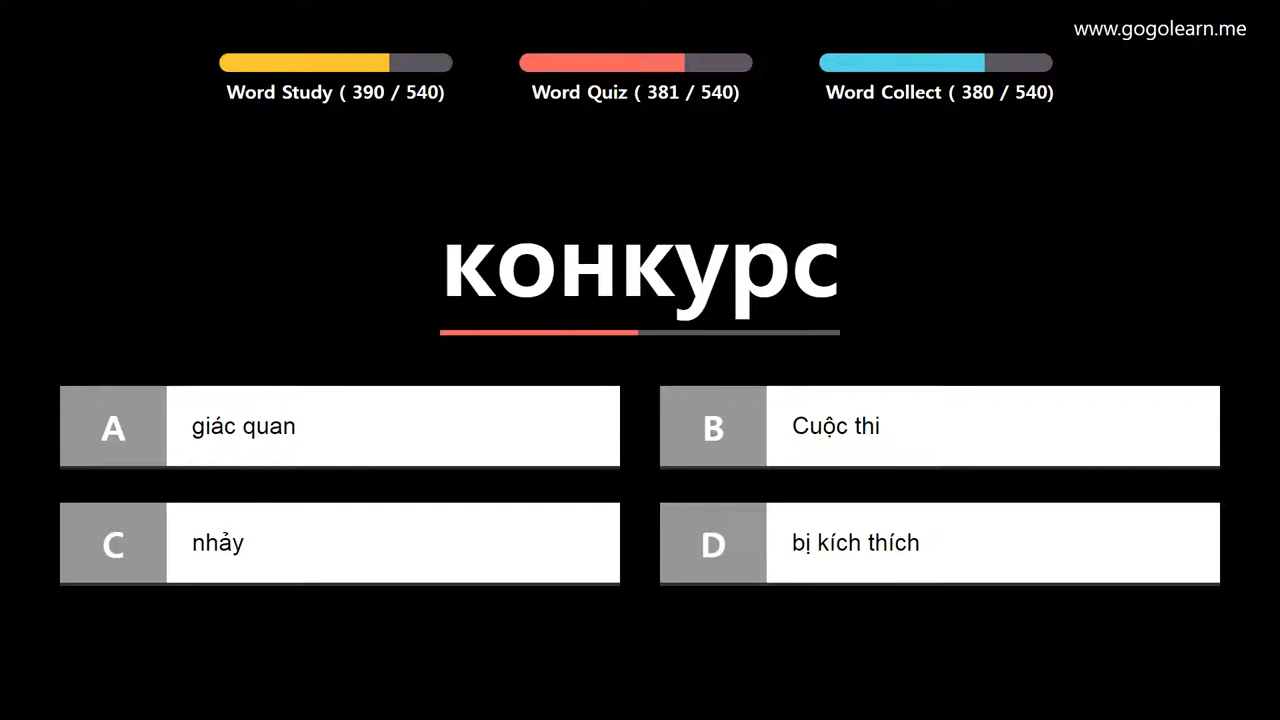 www.gogolearn.me
Word Study ( 390 / 540)
Word Quiz ( 381 / 540)
Word Collect ( 380 / 540)
конкурс
A giác quan
B Cuộc thi
C nhảy
D bị kích thích